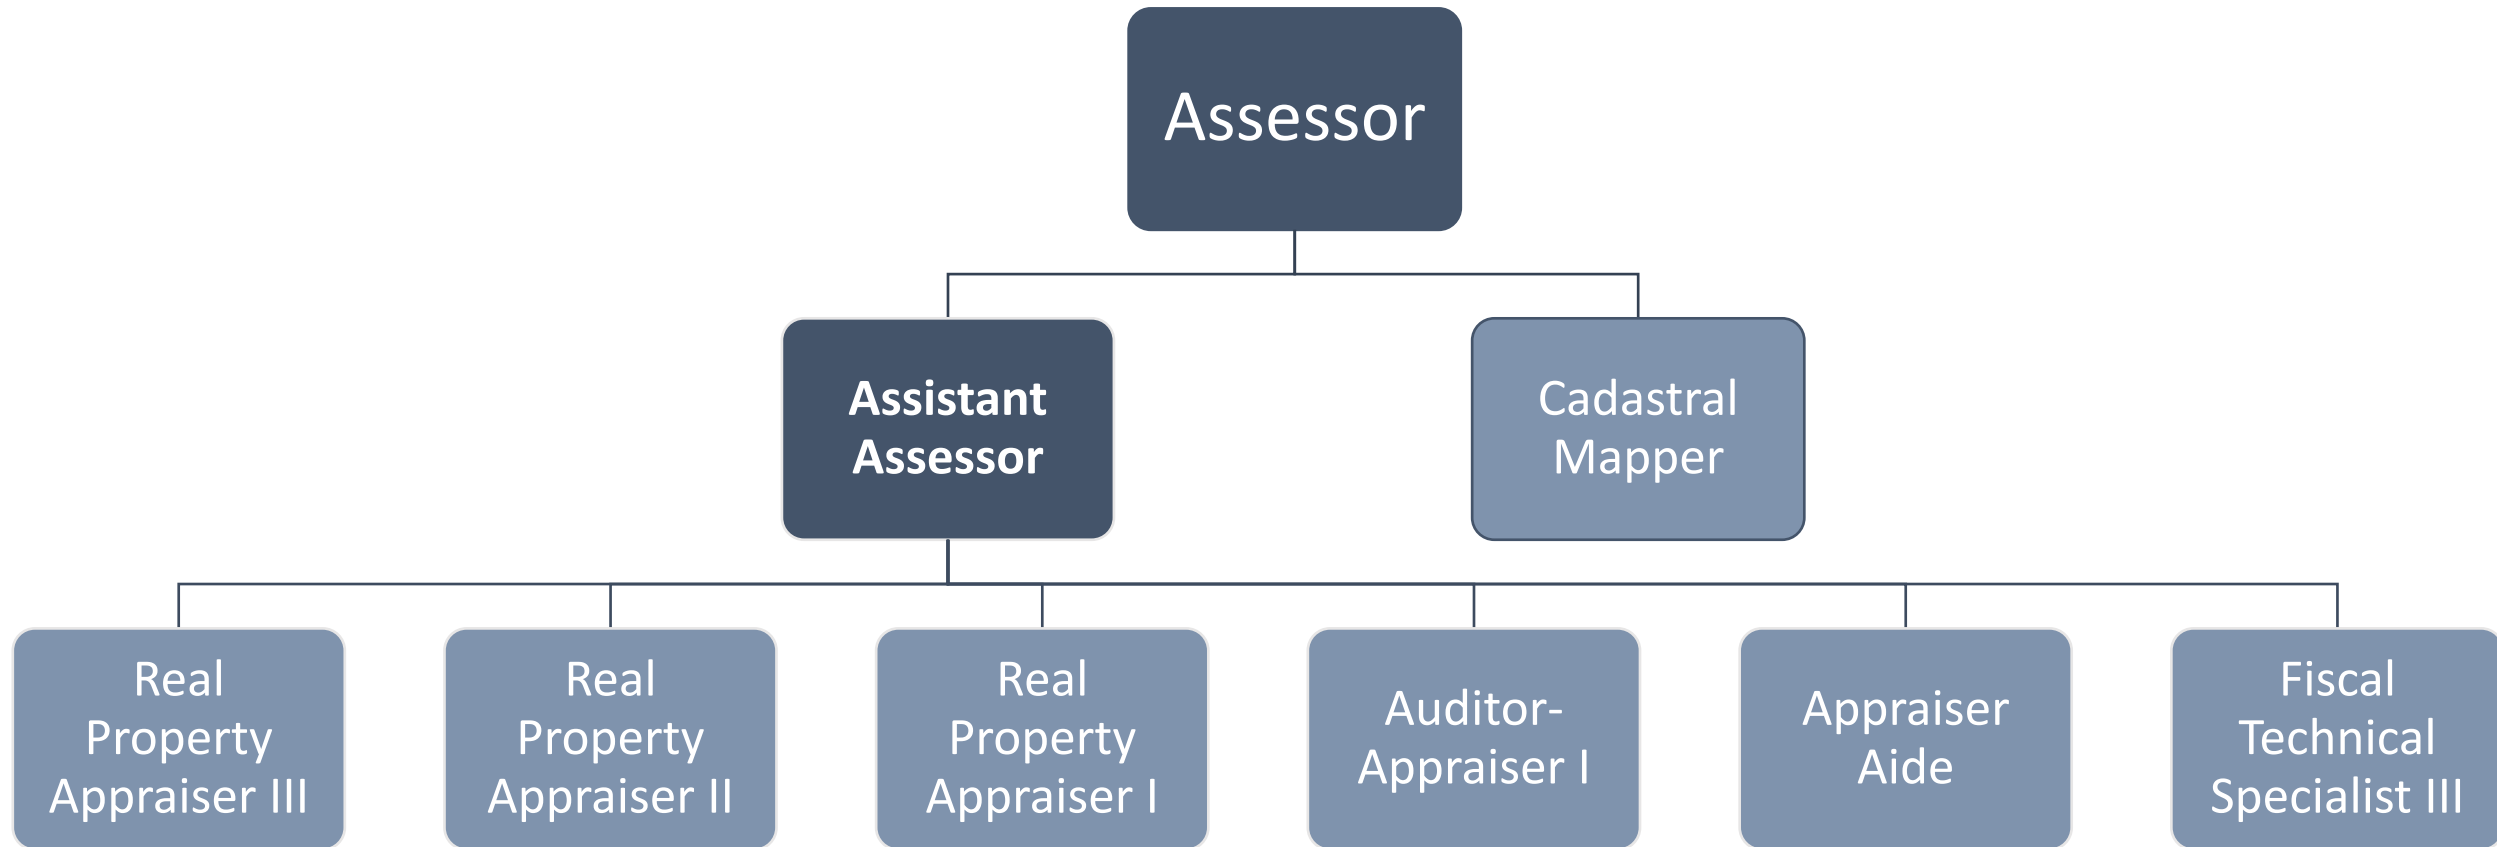 Assessor
Assistant
Assessor
Cadastral
Mapper
Real
Property
Appraiser III
Real
Property
Appraiser II
Real
Property
Appraiser I
Auditor-
Appraiser I
Appraiser
Aide
Fiscal
Technical
Specialist III